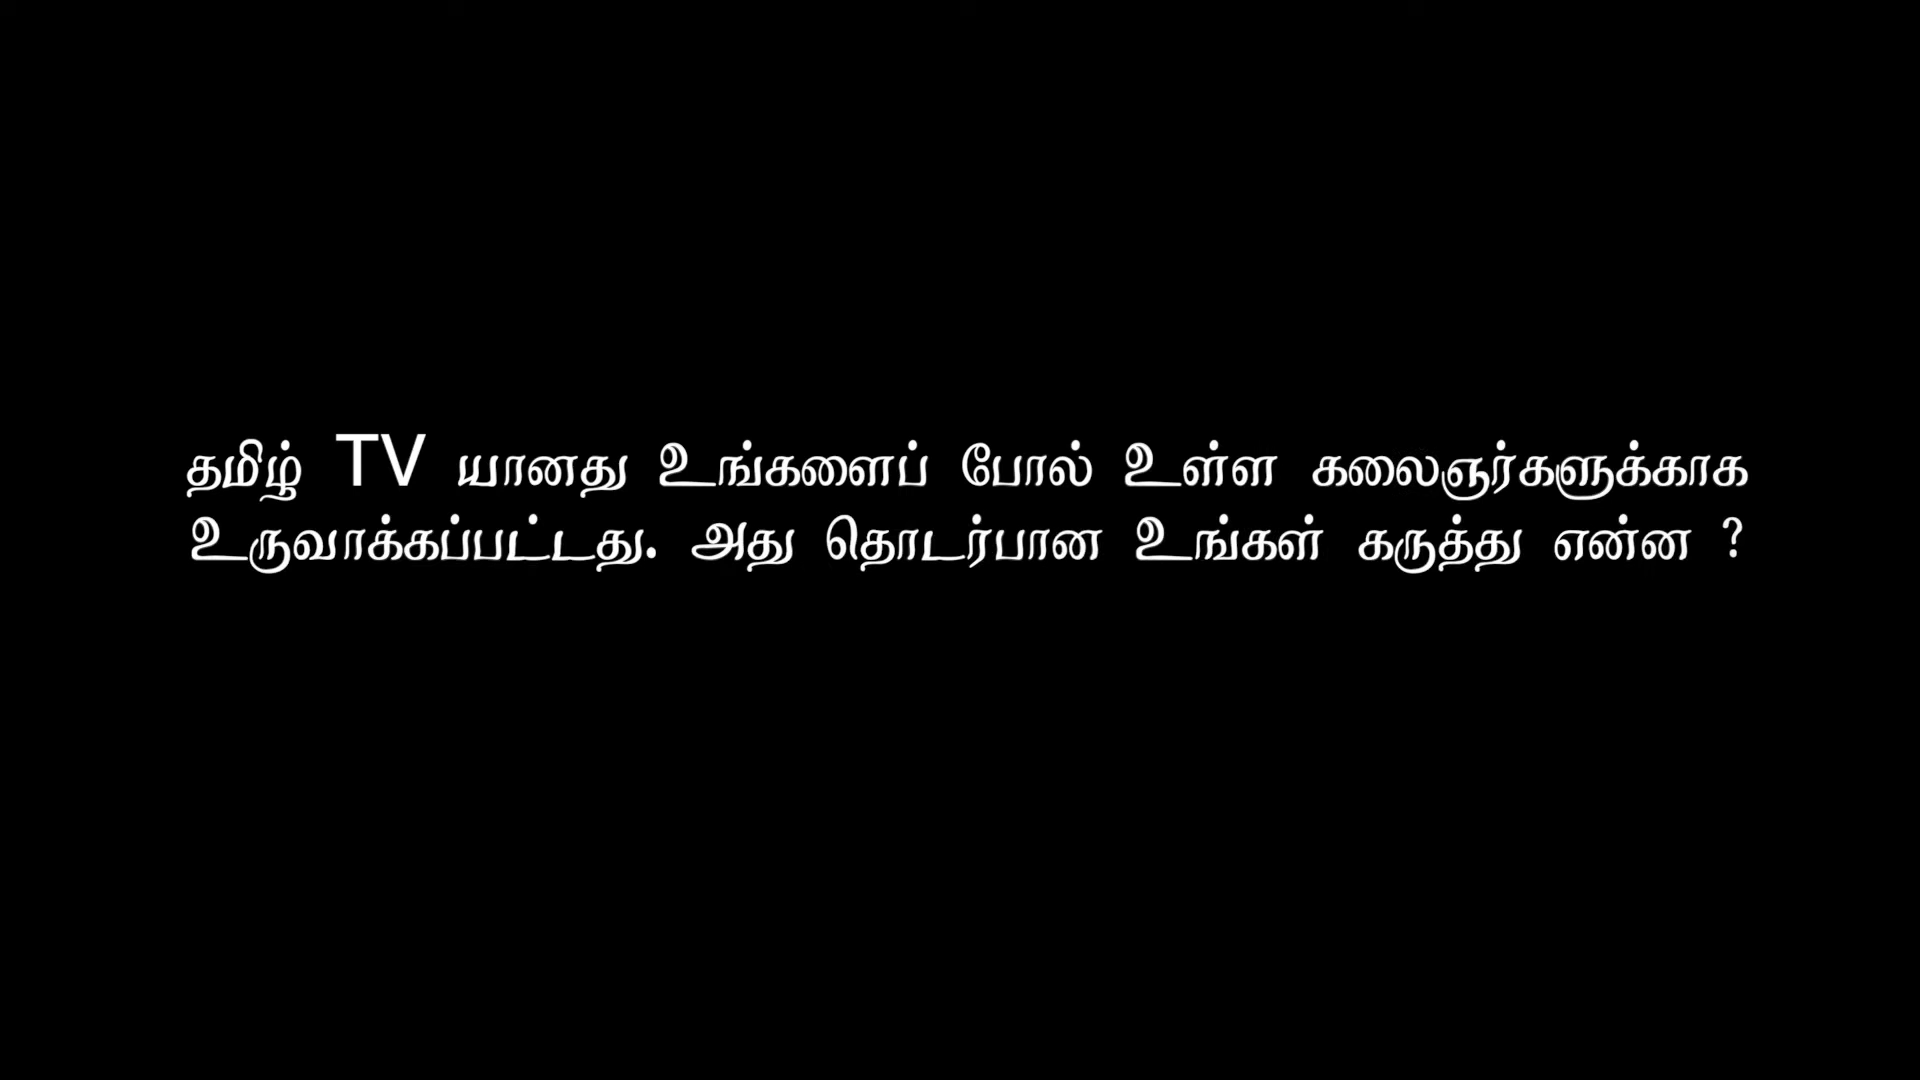 தமிழ் TV யானது உங்களைப் போல் உள்ள கலைஞர்களுக்காக
உருவாக்கப்பட்டது. அது தொடர்பான உங்கள் கருத்து என்ன ?